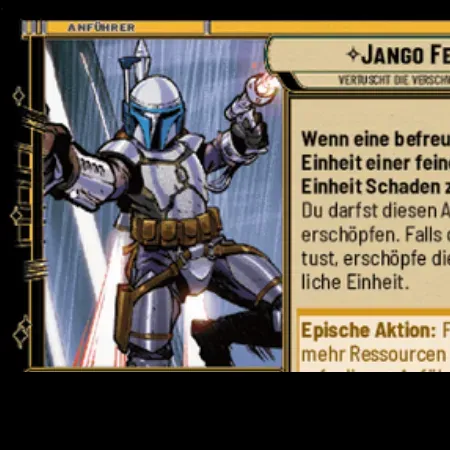 ANFÜHRER
JANGO FE
VERTUSCHT DIE VERSCHW
Wenn eine befreu
Einheit einer fein
Einheit Schaden z
Du darfst diesen A
erschöpfen. Falls
tust, erschöpfe die
liche Einheit.
Epische Aktion:
mehr Ressourcen